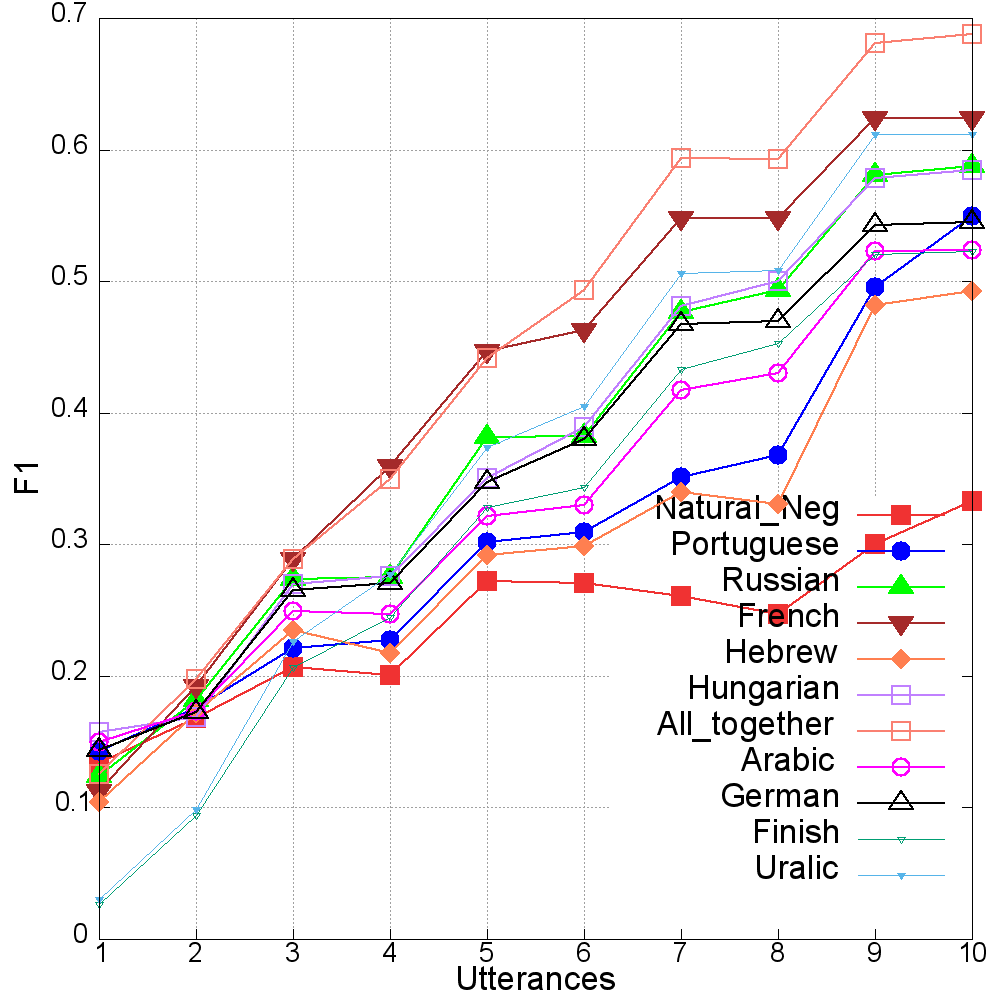 0.7
0.6
0.5
0.4
0.3
0.2
0.1
0
F1
Natural_Neg
Portuguese
Russian
French
Hebrew
Hungarian
All_together
Arabic
German
Finish
Uralic
1 2 3 4 5 6 7 8 9 10
Utterances